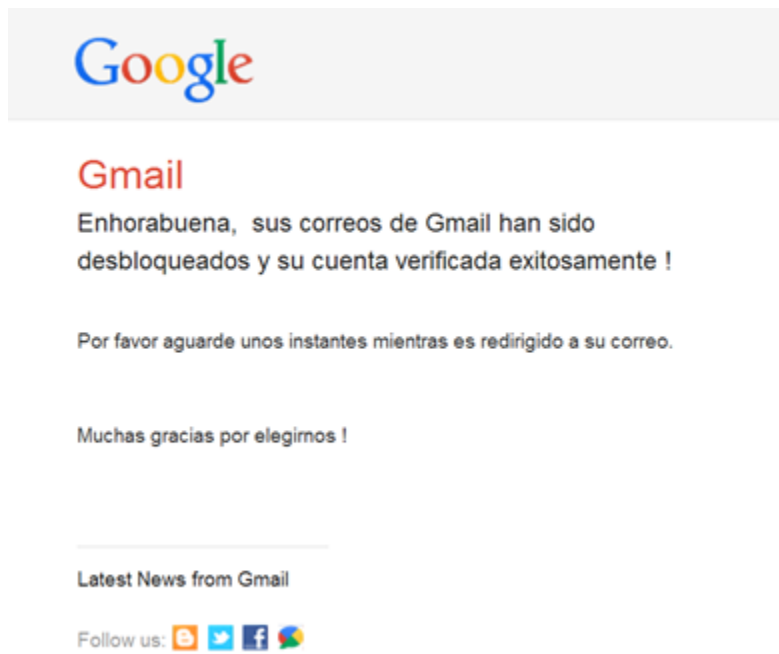 Google
Gmail
Enhorabuena,  sus correos de Gmail han sido
desbloqueados y su cuenta verificada exitosamente !
Por favor aguarde unos instantes mientras es redirigido a su correo.
Muchas gracias por elegirnos !
Latest News from Gmail
Follow us: